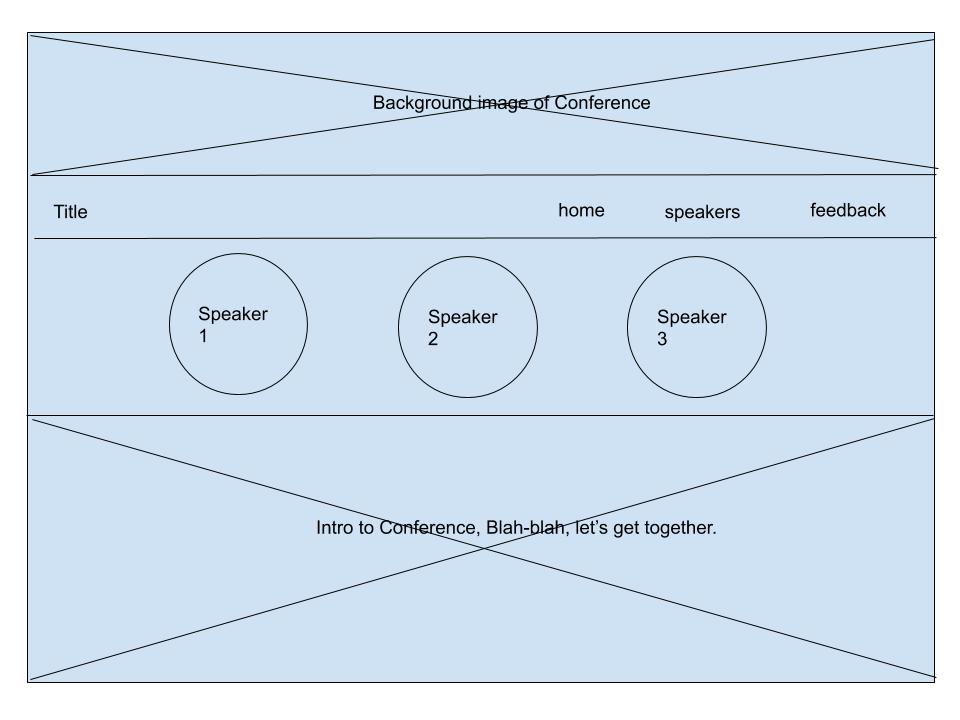 Background image of Conference
Title home speakers feedback
Speaker
1
Speaker
2
Speaker
3
Intro to Conference, Blah-blah, let’s get together.